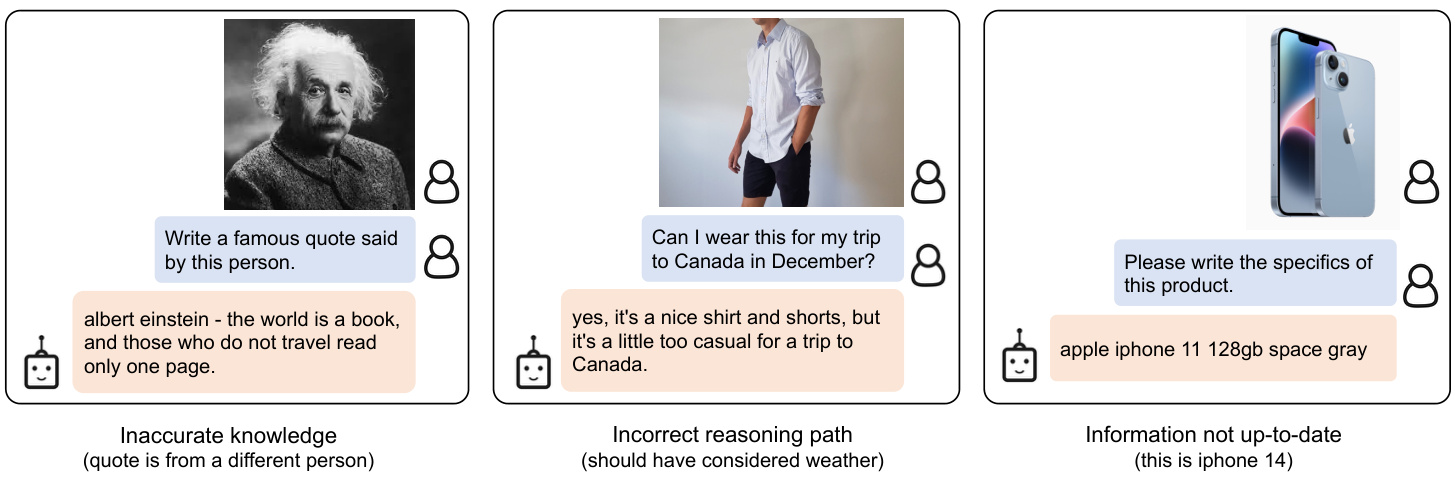 Write a famous quote said
by this person.
albert einstein - the world is a book,
and those who do not travel read
only one page.
Inaccurate knowledge
(quote is from a different person)
Can I wear this for my trip
to Canada in December?
yes, it's a nice shirt and shorts, but
it's a little too casual for a trip to
Canada.
Incorrect reasoning path
(should have considered weather)
Please write the specifics of
this product.
apple iphone 11 128gb space gray
Information not up-to-date
(this is iphone 14)